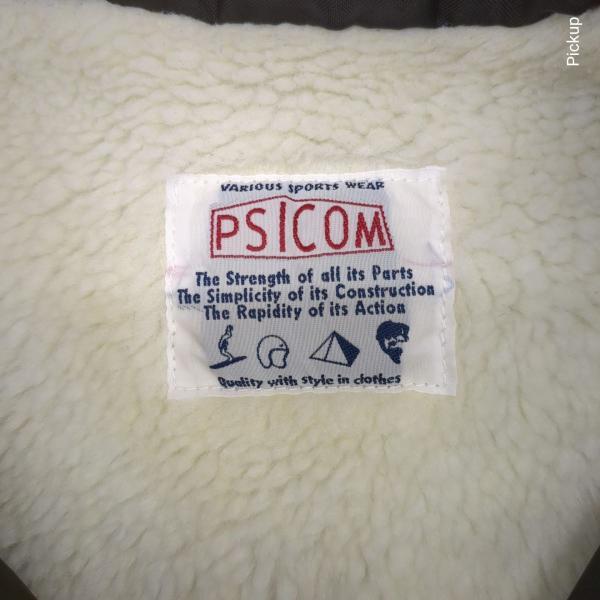 Pickup
VARIOUS SPORTS WEAR
PSICOM
The Strength of all its Parts
The Simplicity of its Construction
The Rapidity of its Action
Quality with style in clothes